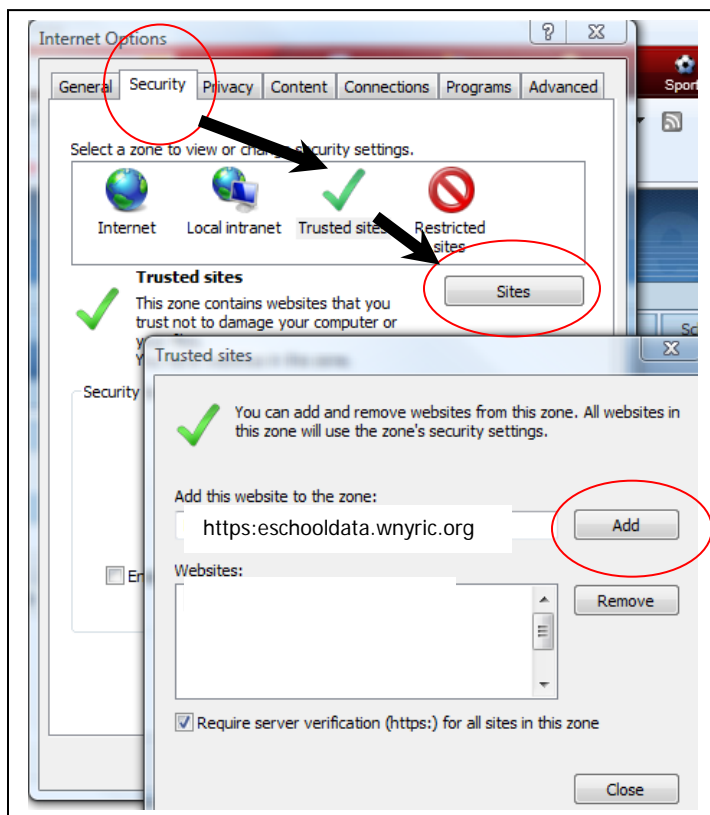 Internet Options
General Security Privacy Content Connections Programs Advanced
Sport
Select a zone to view or change security settings.
Internet Local intranet Trusted sites Restricted
sites
Trusted sites
Sites
This zone contains websites that you
trust not to damage your computer or
Sc
Trusted sites
Security
You can add and remove websites from this zone. All websites in
this zone will use the zone's security settings.
Add this website to the zone:
https:eschooldata.wnyric.org
Add
En
Websites:
Remove
Require server verification (https:) for all sites in this zone
Close